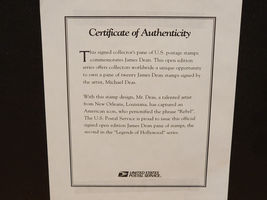 Certificate of Authenticity
This signed collector's pane of U.S. postage stamps
commemorates James Dean. This open edition
series offers collectors worldwide a unique opportunity
to own a pane of twenty James Dean stamps signed by
the artist, Michael Deas.
With this stamp design, Mr. Deas, a talented artist
from New Orleans, Louisiana, has captured an
American icon, who personified the phrase "Rebel".
The U.S. Postal Service is proud to issue this official
signed open edition James Dean pane of stamps, the
second in the "Legends of Hollywood" series.
UNITED STATES
POSTAL SERVICE